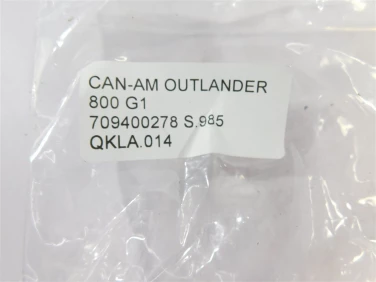 CAN-AM OUTLANDER
800 G1
709400278 S.985
QKLA.014